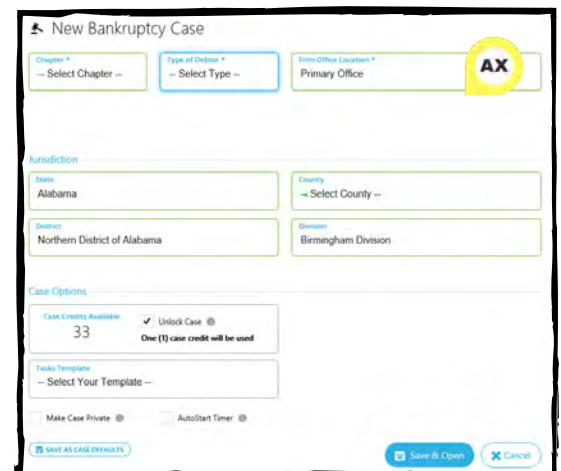 New Bankruptcy Case
Chapter * Type of Debtor * Firm Office Location *
-- Select Chapter -- -- Select Type -- Primary Office
AX
Jurisdiction
State County
Alabama -- Select County --
District Division
Northern District of Alabama Birmingham Division
Case Options
Case Credits Available
33 Unlock Case
One (1) case credit will be used
Tasks Template
-- Select Your Template --
Make Case Private AutoStart Timer
SAVE AS CASE DEFAULTS Save & Open Cancel